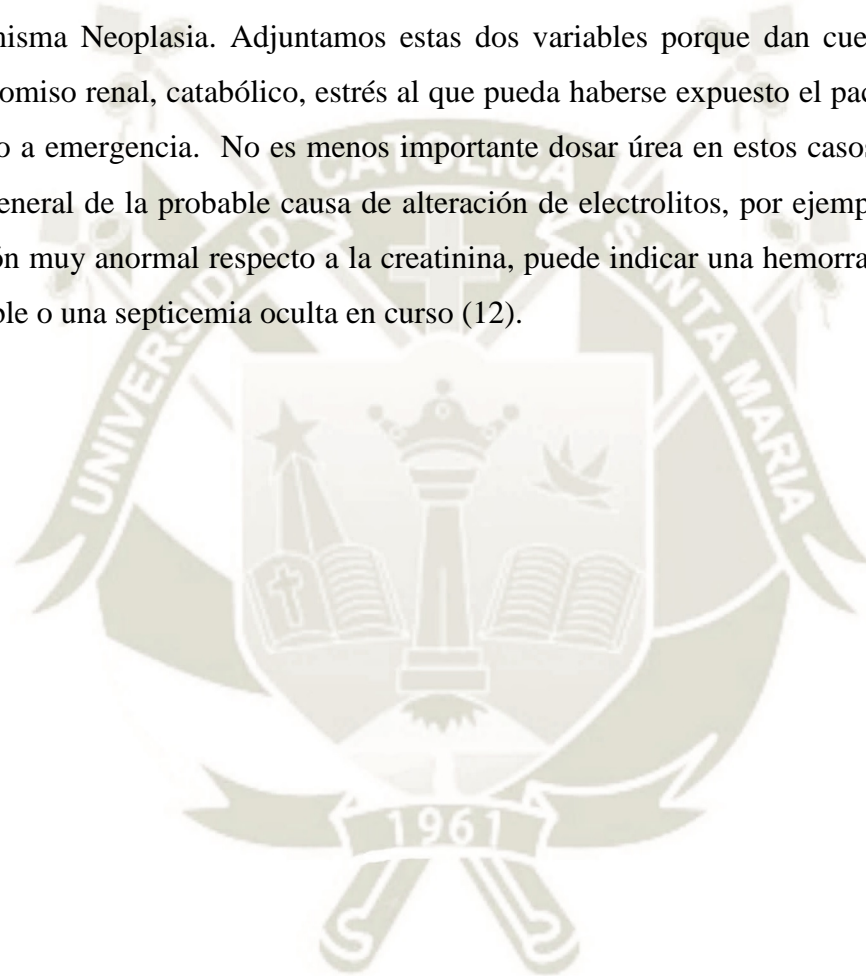 misma Neoplasia. Adjuntamos estas dos variables porque dan cue
omiso renal, catabólico, estrés al que pueda haberse expuesto el pac
o a emergencia. No es menos importante dosar úrea en estos casos
eneral de la probable causa de alteración de electrolitos, por ejemp
ón muy anormal respecto a la creatinina, puede indicar una hemorra
ble o una septicemia oculta en curso (12).
UNIVERSIDAD CATOLICA SANTA MARIA
1961